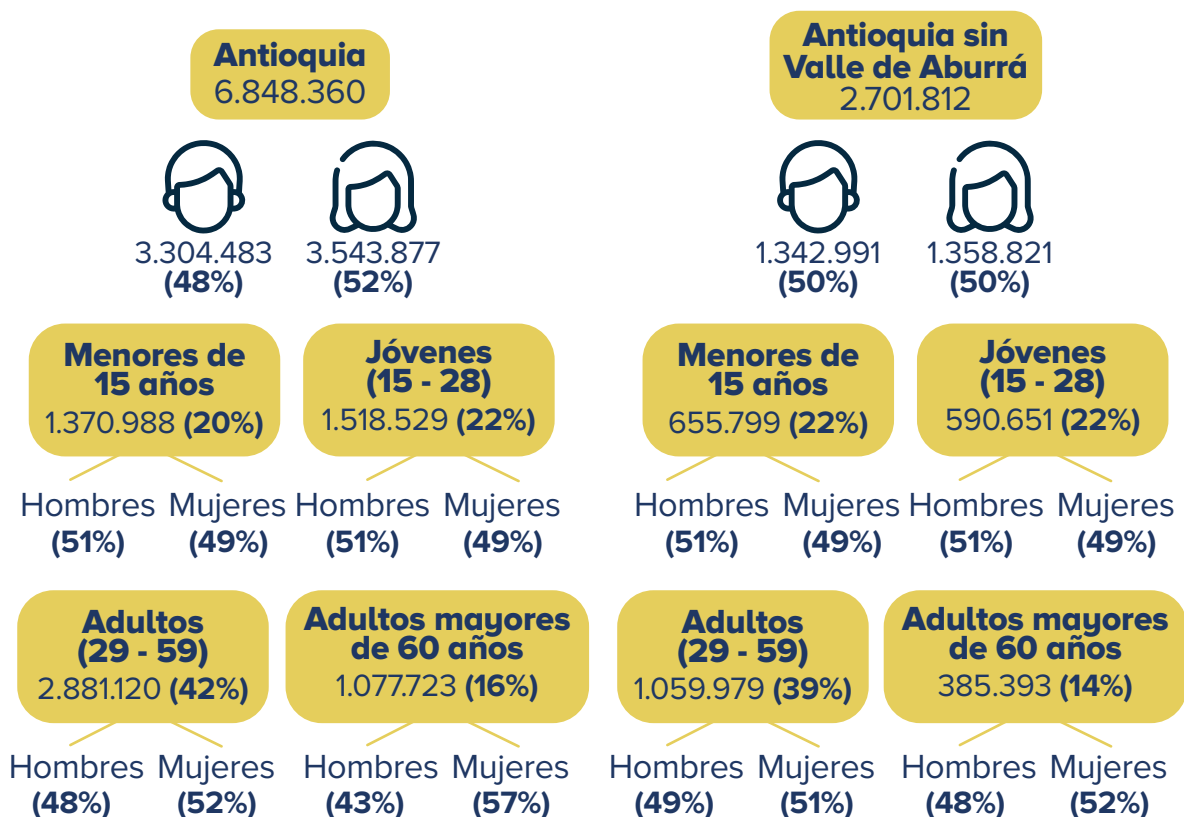 Antioquia
6.848.360
3.304.483
(48%)
3.543.877
(52%)
Menores de
15 años
1.370.988 (20%)
Hombres
(51%)
Mujeres
(49%)
Jóvenes
(15 - 28)
1.518.529 (22%)
Hombres
(51%)
Mujeres
(49%)
Adultos
(29 - 59)
2.881.120 (42%)
Hombres
(48%)
Mujeres
(52%)
Adultos mayores
de 60 años
1.077.723 (16%)
Hombres
(43%)
Mujeres
(57%)
Antioquia sin
Valle de Aburrá
2.701.812
1.342.991
(50%)
1.358.821
(50%)
Menores de
15 años
655.799 (22%)
Hombres
(51%)
Mujeres
(49%)
Jóvenes
(15 - 28)
590.651 (22%)
Hombres
(51%)
Mujeres
(49%)
Adultos
(29 - 59)
1.059.979 (39%)
Hombres
(49%)
Mujeres
(51%)
Adultos mayores
de 60 años
385.393 (14%)
Hombres
(48%)
Mujeres
(52%)